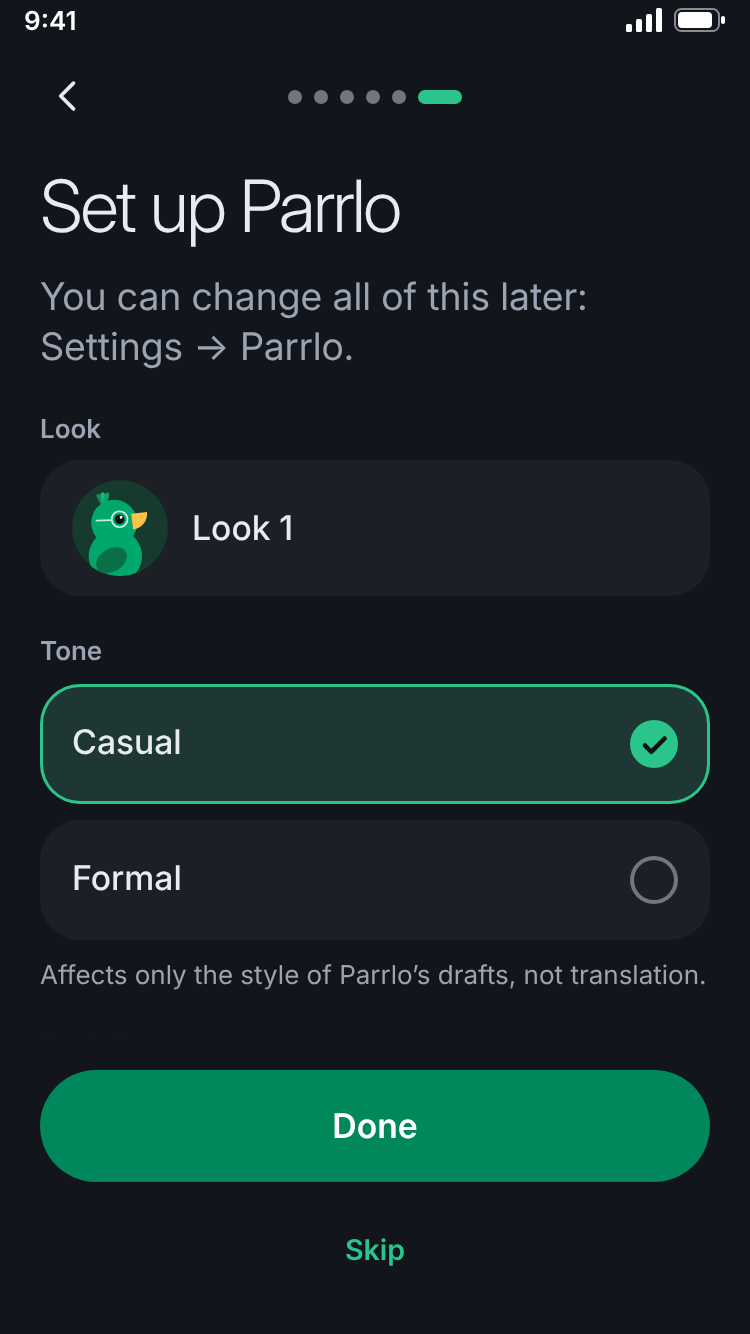 9:41
Set up Parrlo
You can change all of this later:
Settings → Parrlo.
Look
Look 1
Tone
Casual
Formal
Affects only the style of Parrlo’s drafts, not translation.
Done
Skip